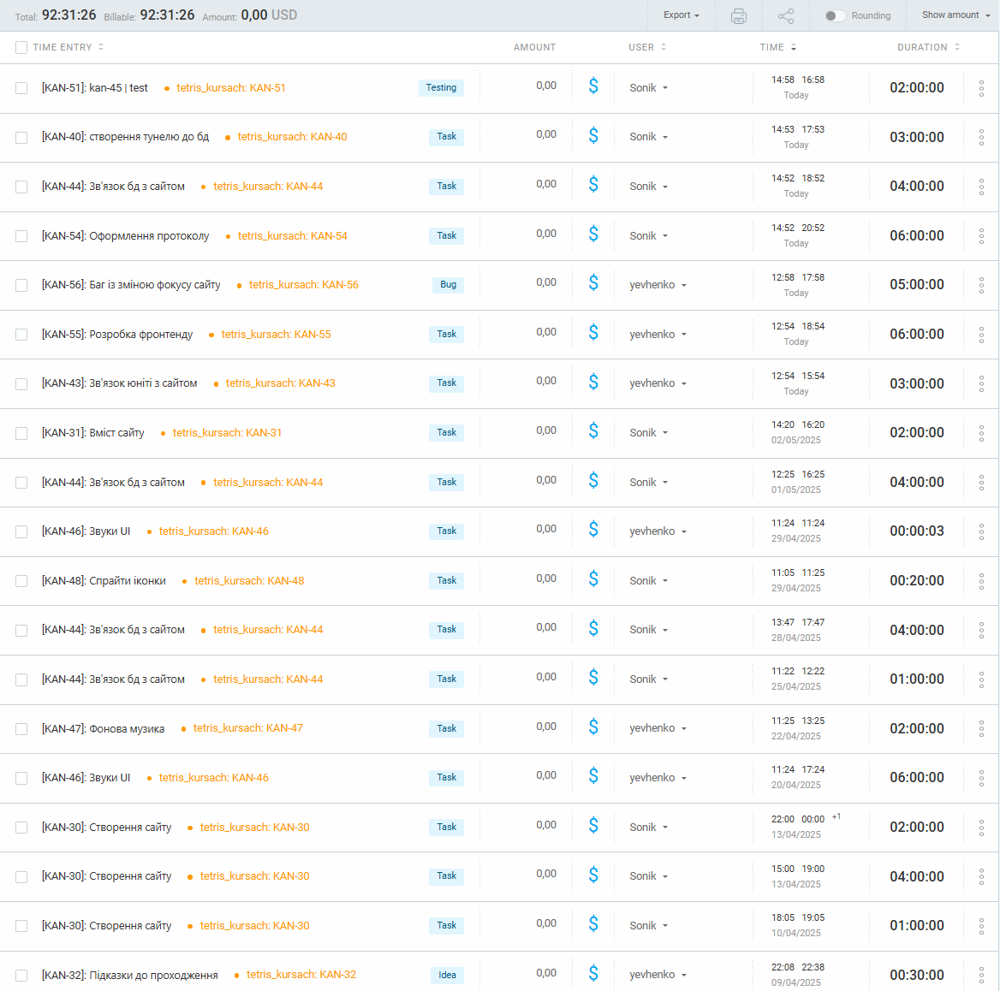 Total: 92:31:26 Billable: 92:31:26 Amount: 0,00 USD Export Rounding Show amount
TIME ENTRY AMOUNT USER TIME DURATION
[KAN-51]: kan-45 | test • tetris_kursach: KAN-51 Testing 0,00 $ Sonik 14:58 16:58 02:00:00
Today
[KAN-40]: створення тунелю до бд • tetris_kursach: KAN-40 Task 0,00 $ Sonik 14:53 17:53 03:00:00
Today
[KAN-44]: Зв'язок бд з сайтом • tetris_kursach: KAN-44 Task 0,00 $ Sonik 14:52 18:52 04:00:00
Today
[KAN-54]: Оформлення протоколу • tetris_kursach: KAN-54 Task 0,00 $ Sonik 14:52 20:52 06:00:00
Today
[KAN-56]: Баг із зміною фокусу сайту • tetris_kursach: KAN-56 Bug 0,00 $ yevhenko 12:58 17:58 05:00:00
Today
[KAN-55]: Розробка фронтенду • tetris_kursach: KAN-55 Task 0,00 $ yevhenko 12:54 18:54 06:00:00
Today
[KAN-43]: Зв'язок юніті з сайтом • tetris_kursach: KAN-43 Task 0,00 $ yevhenko 12:54 15:54 03:00:00
Today
[KAN-31]: Вміст сайту • tetris_kursach: KAN-31 Task 0,00 $ Sonik 14:20 16:20 02:00:00
02/05/2025
[KAN-44]: Зв'язок бд з сайтом • tetris_kursach: KAN-44 Task 0,00 $ Sonik 12:25 16:25 04:00:00
01/05/2025
[KAN-46]: Звуки UI • tetris_kursach: KAN-46 Task 0,00 $ yevhenko 11:24 11:24 00:00:03
29/04/2025
[KAN-48]: Спрайти іконки • tetris_kursach: KAN-48 Task 0,00 $ Sonik 11:05 11:25 00:20:00
29/04/2025
[KAN-44]: Зв'язок бд з сайтом • tetris_kursach: KAN-44 Task 0,00 $ Sonik 13:47 17:47 04:00:00
28/04/2025
[KAN-44]: Зв'язок бд з сайтом • tetris_kursach: KAN-44 Task 0,00 $ Sonik 11:22 12:22 01:00:00
25/04/2025
[KAN-47]: Фонова музика • tetris_kursach: KAN-47 Task 0,00 $ yevhenko 11:25 13:25 02:00:00
22/04/2025
[KAN-46]: Звуки UI • tetris_kursach: KAN-46 Task 0,00 $ yevhenko 11:24 17:24 06:00:00
20/04/2025
[KAN-30]: Створення сайту • tetris_kursach: KAN-30 Task 0,00 $ Sonik 22:00 00:00 +1 02:00:00
13/04/2025
[KAN-30]: Створення сайту • tetris_kursach: KAN-30 Task 0,00 $ Sonik 15:00 19:00 04:00:00
13/04/2025
[KAN-30]: Створення сайту • tetris_kursach: KAN-30 Task 0,00 $ Sonik 18:05 19:05 01:00:00
10/04/2025
[KAN-32]: Підказки до проходження • tetris_kursach: KAN-32 Idea 0,00 $ yevhenko 22:08 22:38 00:30:00
09/04/2025